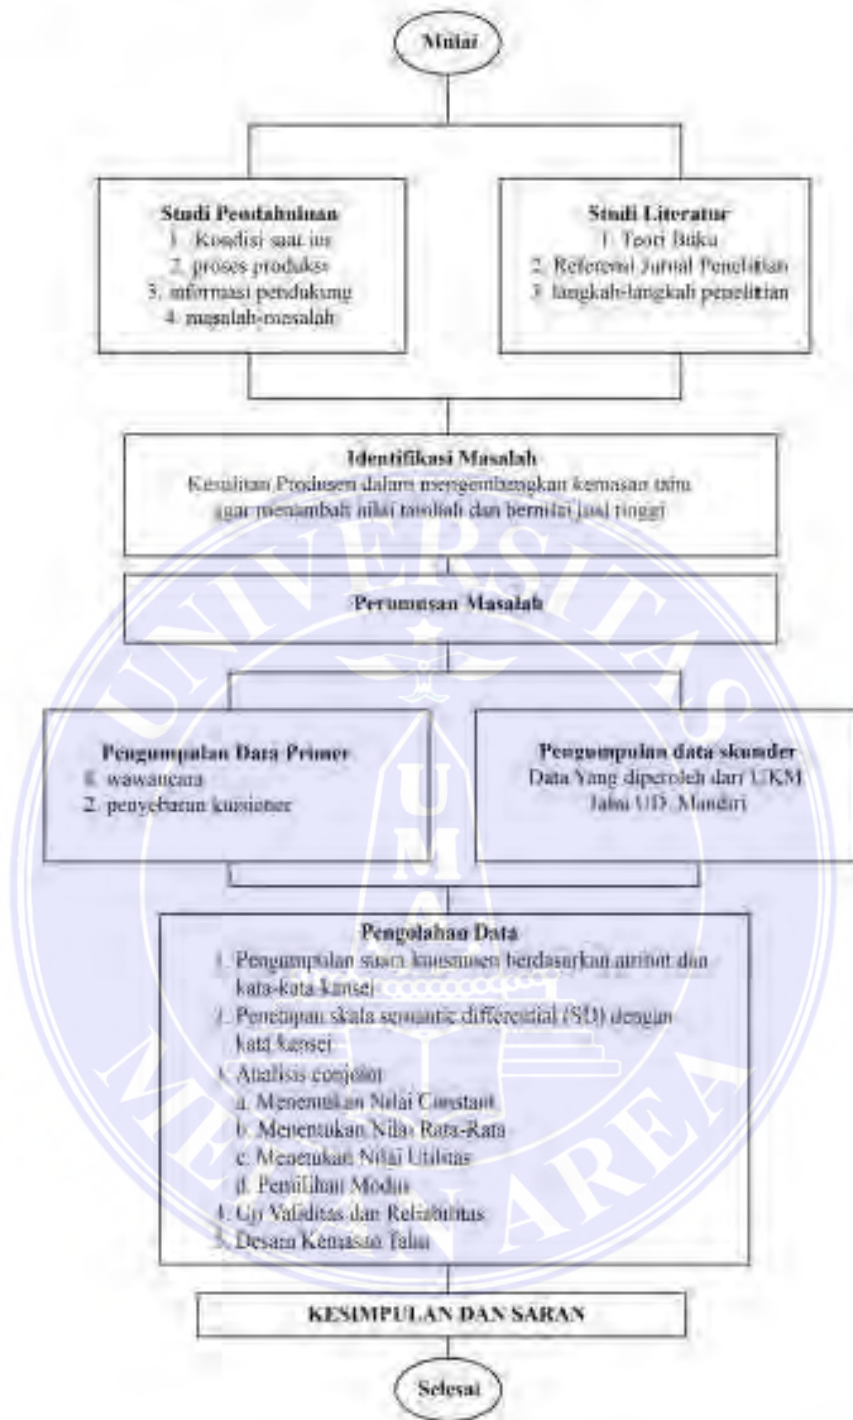 Mulai
Studi Pendahuluan
1. Kondisi saat ini
2. proses produksi
3. informasi pendukung
4. masalah-masalah
Studi Literatur
1. Teori Buku
2. Referensi Jurnal Penelitian
3. langkah-langkah penelitian
Identifikasi Masalah
Kesulitan Produsen dalam mengembangkan kemasan tahu
agar menambah nilai tambah dan bernilai jual tinggi
Perumusan Masalah
Pengumpulan Data Primer
1. wawancara
2. penyebaran kuisioner
Pengumpulan data skunder
Data Yang diperoleh dari UKM
UD. Mandiri
Pengolahan Data
1. Pengumpulan suara konsumen berdasarkan atribut dan
kata-kata kansei
2. Penetapan skala semantic differential (SD) dengan
kata kansei
3. Analisis conjoint
a. Menentukan Nilai Constant
b. Menentukan Nilai Rata-Rata
c. Menetukan Nilai Utilitas
d. Pemilihan Modus
4. Uji Validitas dan Reliabilitas
5. Desain Kemasan Tahu
KESIMPULAN DAN SARAN
Selesai
UNIVERSITAS
MEDAN AREA
UMA